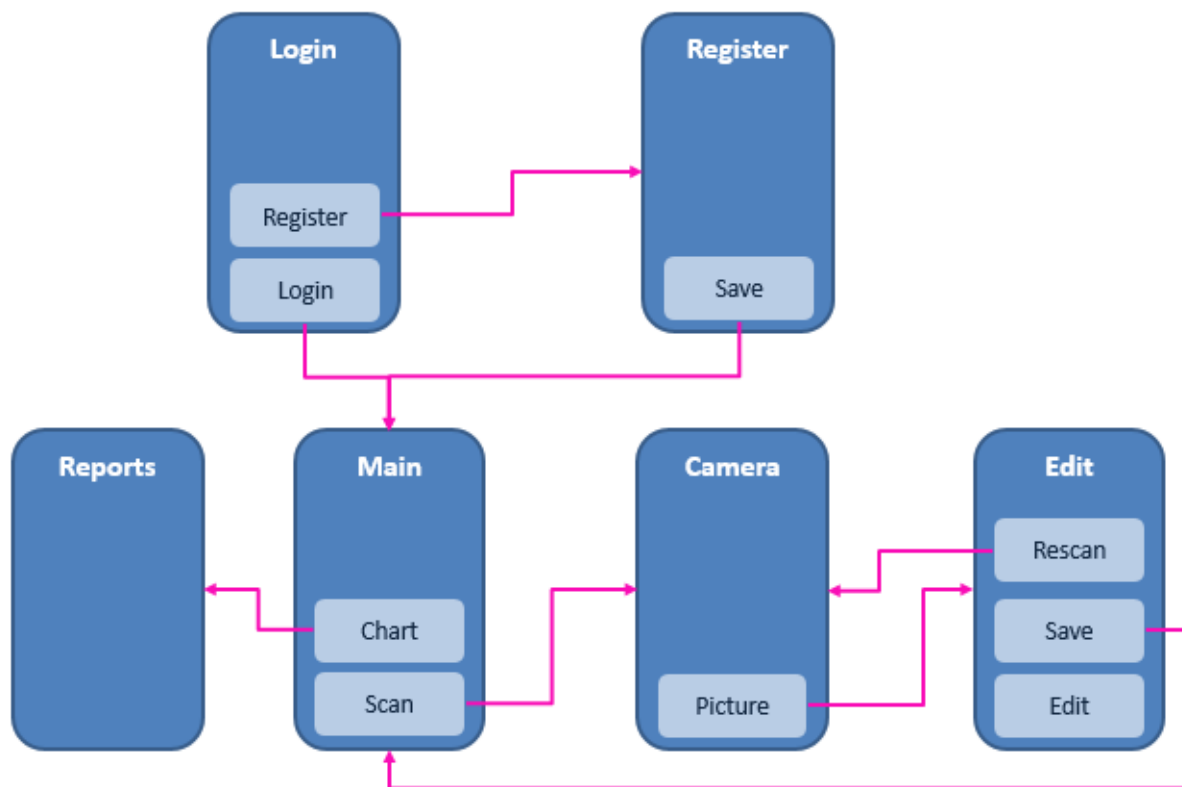 Login
Register
Register
Login
Save
Reports
Main
Chart
Scan
Camera
Picture
Edit
Rescan
Save
Edit